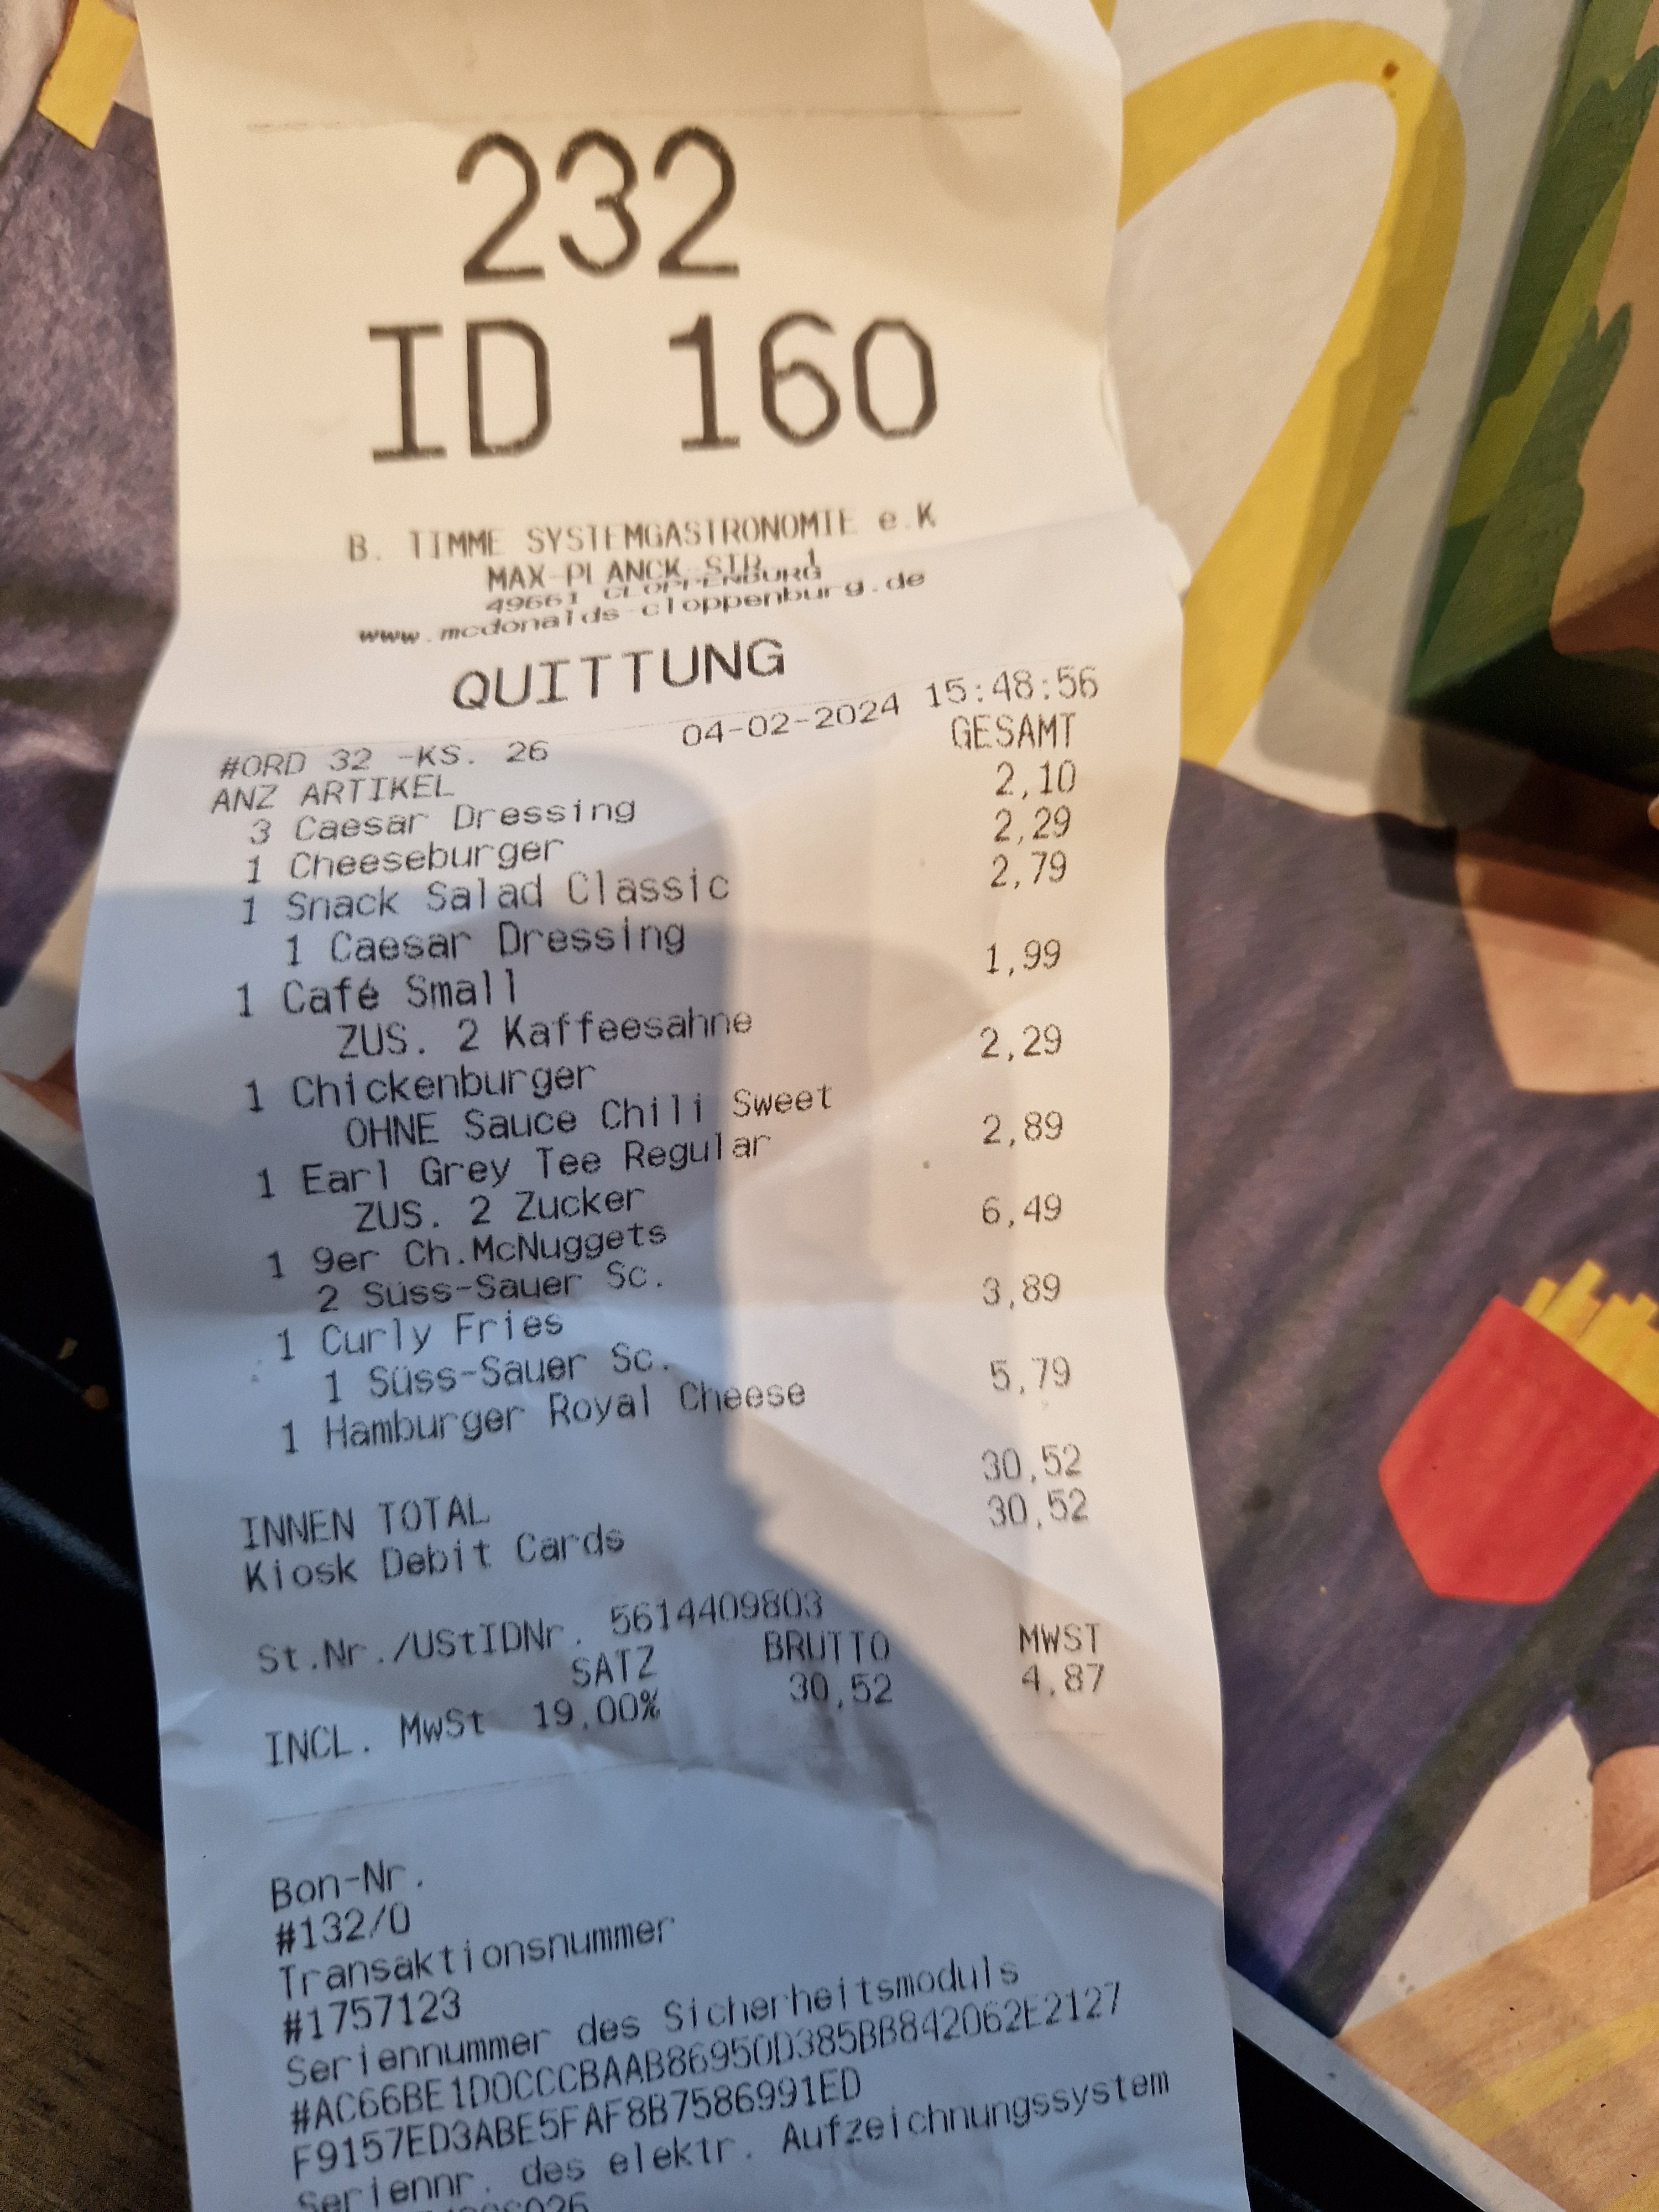 232
ID 160
B. TIMME SYSTEMGASTRONOMIE e.K
MAX-PLANCK-STR. 1
49661 CLOPPENBURG
www.mcdonalds-cloppenburg.de
QUITTUNG
#ORD 32 -KS. 26 04-02-2024 15:48:56
ANZ ARTIKEL GESAMT
3 Caesar Dressing 2,10
1 Cheeseburger 2,29
1 Snack Salad Classic 2,79
1 Caesar Dressing
1 Café Small 1,99
ZUS. 2 Kaffeesahne
1 Chickenburger 2,29
OHNE Sauce Chili Sweet
1 Earl Grey Tee Regular 2,89
ZUS. 2 Zucker
1 9er Ch.McNuggets 6,49
2 Süss-Sauer Sc.
1 Curly Fries 3,89
1 Süss-Sauer Sc.
1 Hamburger Royal Cheese 5,79
INNEN TOTAL 30,52
Kiosk Debit Cards 30,52
St.Nr./UStIDNr. 5614409803
SATZ BRUTTO MWST
INCL. MwSt 19,00% 30,52 4,87
Bon-Nr.
#132/0
Transaktionsnummer
#1757123
Seriennummer des Sicherheitsmoduls
#AC66BE1D0CCCBAAB86950D385BB842062E2127
F9157ED3ABE5FAF8B7586991ED
Seriennr. des elektr. Aufzeichnungssystem